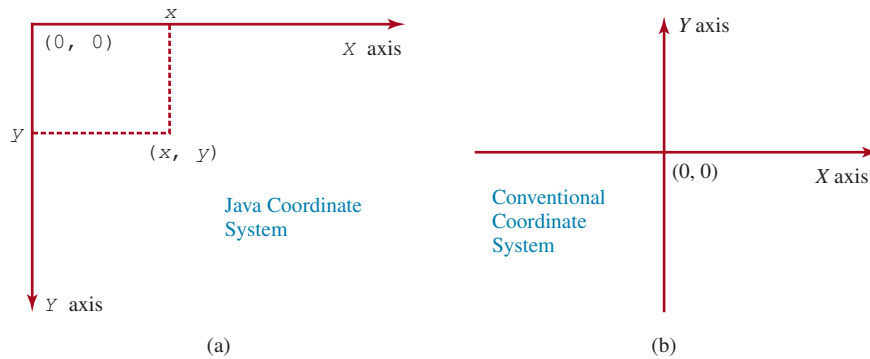 x
(0, 0)
X axis
y
(x, y)
Java Coordinate
System
Y axis
(a)
Y axis
(0, 0)
X axis
Conventional
Coordinate
System
(b)